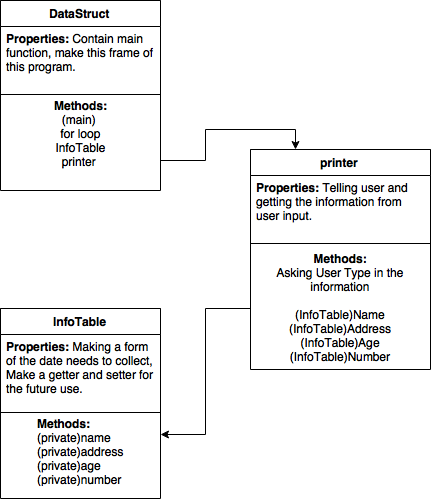 DataStruct
Properties: Contain main
function, make this frame of
this program.
Methods:
(main)
for loop
InfoTable
printer
printer
Properties: Telling user and
getting the information from
user input.
Methods:
Asking User Type in the
information
(InfoTable)Name
(InfoTable)Address
(InfoTable)Age
(InfoTable)Number
InfoTable
Properties: Making a form
of the date needs to collect,
Make a getter and setter for
the future use.
Methods:
(private)name
(private)address
(private)age
(private)number